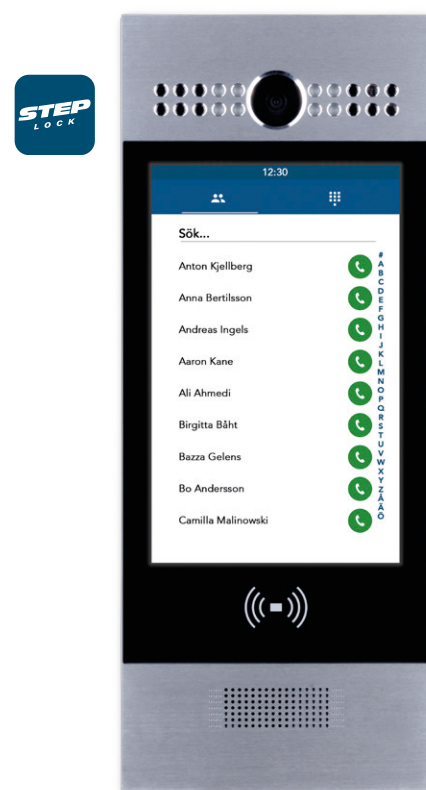 STEP
LOCK
12:30
Sök...
Anton Kjellberg
Anna Bertilsson
Andreas Ingels
Aaron Kane
Ali Ahmedi
Birgitta Båht
Bazza Gelens
Bo Andersson
Camilla Malinowski
#
A
B
C
D
E
F
G
H
I
J
K
L
M
N
O
P
Q
R
S
T
U
V
W
X
Y
Z
Å
Ä
Ö